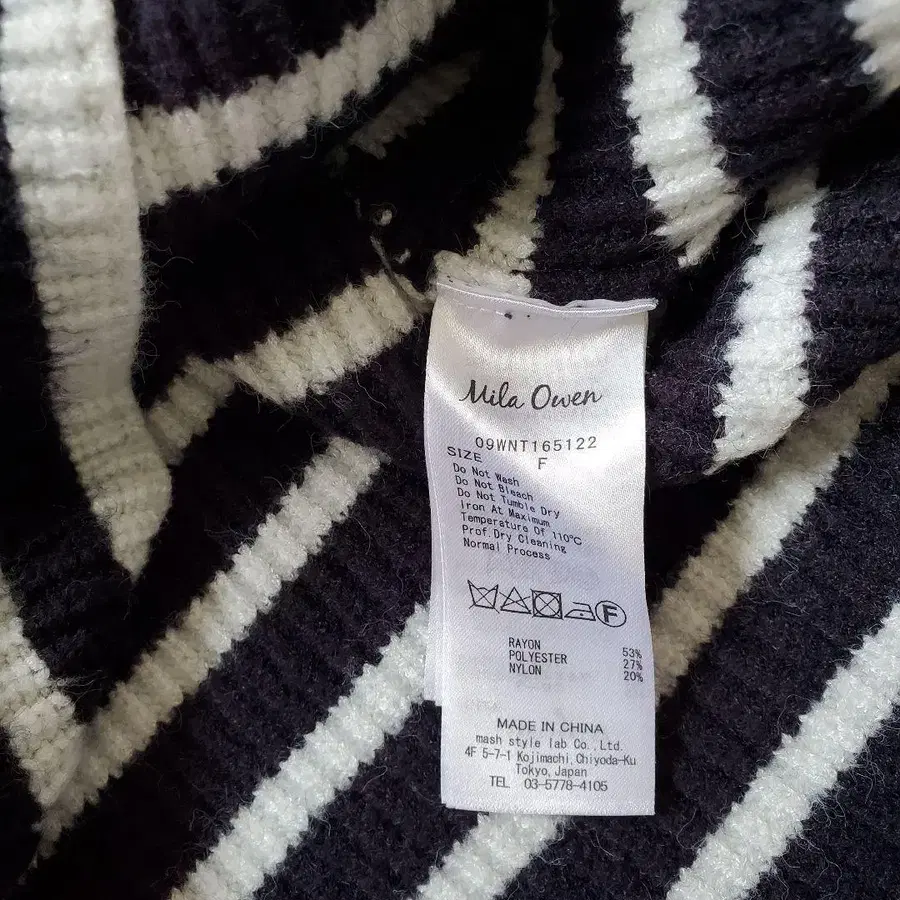 Mila Owen
09WNT165122
SIZE F
Do Not Wash
Do Not Bleach
Do Not Tumble Dry
Iron At Maximum
Temperature Of 110℃
Prof.Dry Cleaning
Normal Process
F
RAYON 53%
POLYESTER 27%
NYLON 20%
MADE IN CHINA
mash style lab Co.,Ltd.
4F 5-7-1 Kojimachi,Chiyoda-Ku
Tokyo,Japan
TEL 03-5778-4105